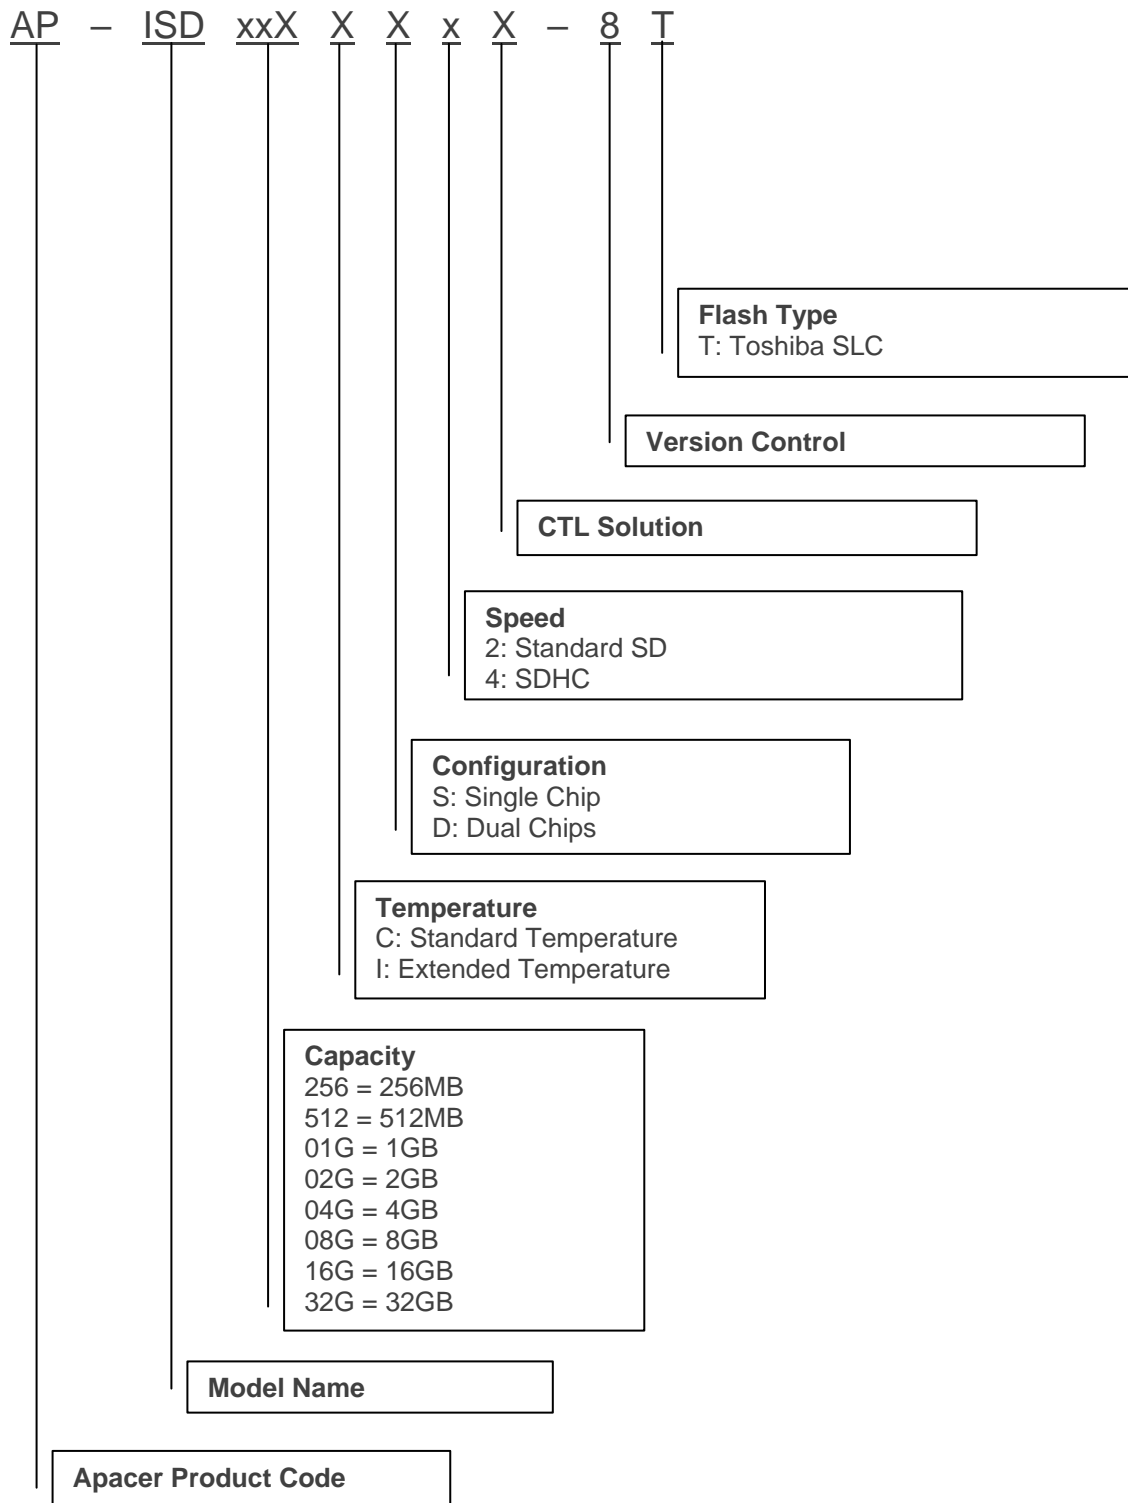 AP – ISD xxX X X x X – 8 T
Flash Type
T: Toshiba SLC
Version Control
CTL Solution
Speed
2: Standard SD
4: SDHC
Configuration
S: Single Chip
D: Dual Chips
Temperature
C: Standard Temperature
I: Extended Temperature
Capacity
256 = 256MB
512 = 512MB
01G = 1GB
02G = 2GB
04G = 4GB
08G = 8GB
16G = 16GB
32G = 32GB
Model Name
Apacer Product Code